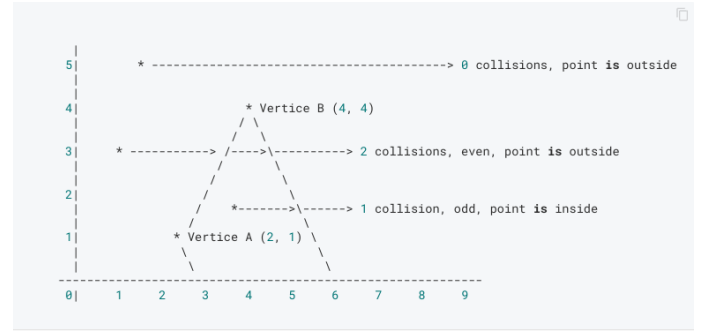 5| * ----------------------------------> 0 collisions, point is outside
4| * Vertice B (4, 4)
3| * -----------> /---->\----------> 2 collisions, even, point is outside
2|
*------->\------> 1 collision, odd, point is inside
1| * Vertice A (2, 1) \
0| 1 2 3 4 5 6 7 8 9